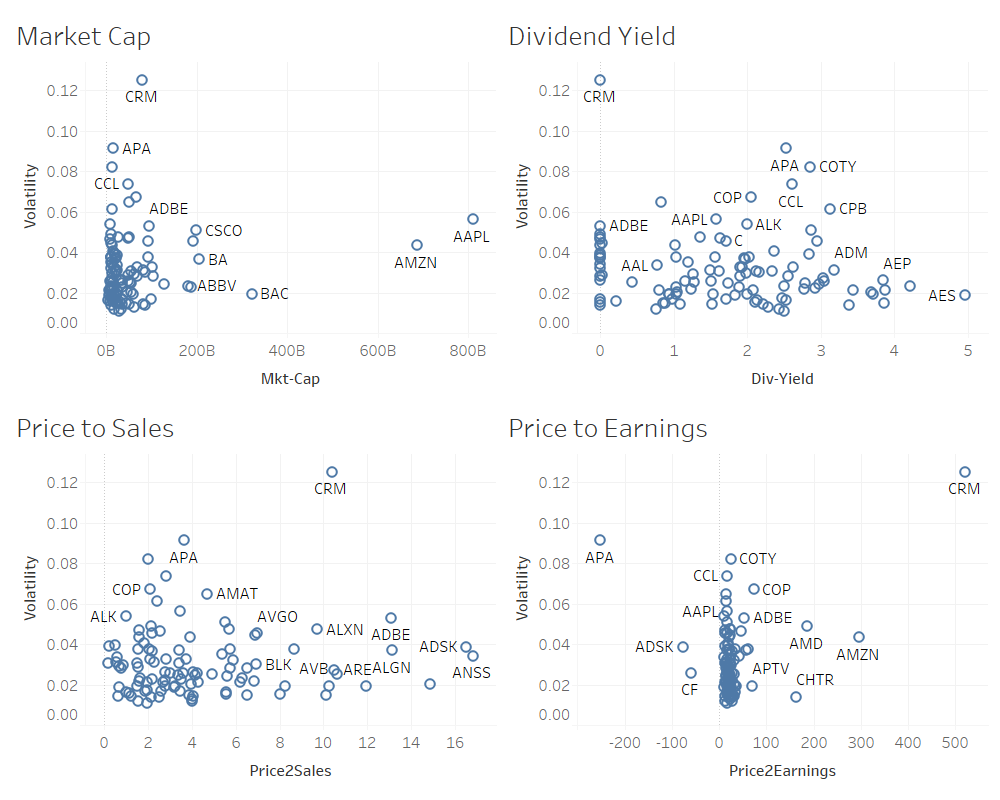 Market Cap
Dividend Yield
Volatility
0.12
0.10
0.08
0.06
0.04
0.02
0.00
CRM
APA
CCL
ADBE
CSCO
AAPL
AMZN
BA
ABBV
BAC
0B
200B
400B
600B
800B
Mkt-Cap
Volatility
0.12
0.10
0.08
0.06
0.04
0.02
0.00
CRM
APA
COTY
COP
CCL
CPB
AAPL
ADBE
ALK
C
AAL
ADM
AEP
AES
0
1
2
3
4
5
Div-Yield
Price to Sales
Price to Earnings
Volatility
0.12
0.10
0.08
0.06
0.04
0.02
0.00
CRM
APA
COP
AMAT
ALK
AVGO
ALXN
ADBE
ADSK
BLK
AVB
ARE
ALGN
ANSS
0
2
4
6
8
10
12
14
16
Price2Sales
Volatility
0.12
0.10
0.08
0.06
0.04
0.02
0.00
CRM
APA
COTY
CCL
COP
AAPL
ADBE
AMD
ADSK
AMZN
APTV
CF
CHTR
-200
-100
0
100
200
300
400
500
Price2Earnings